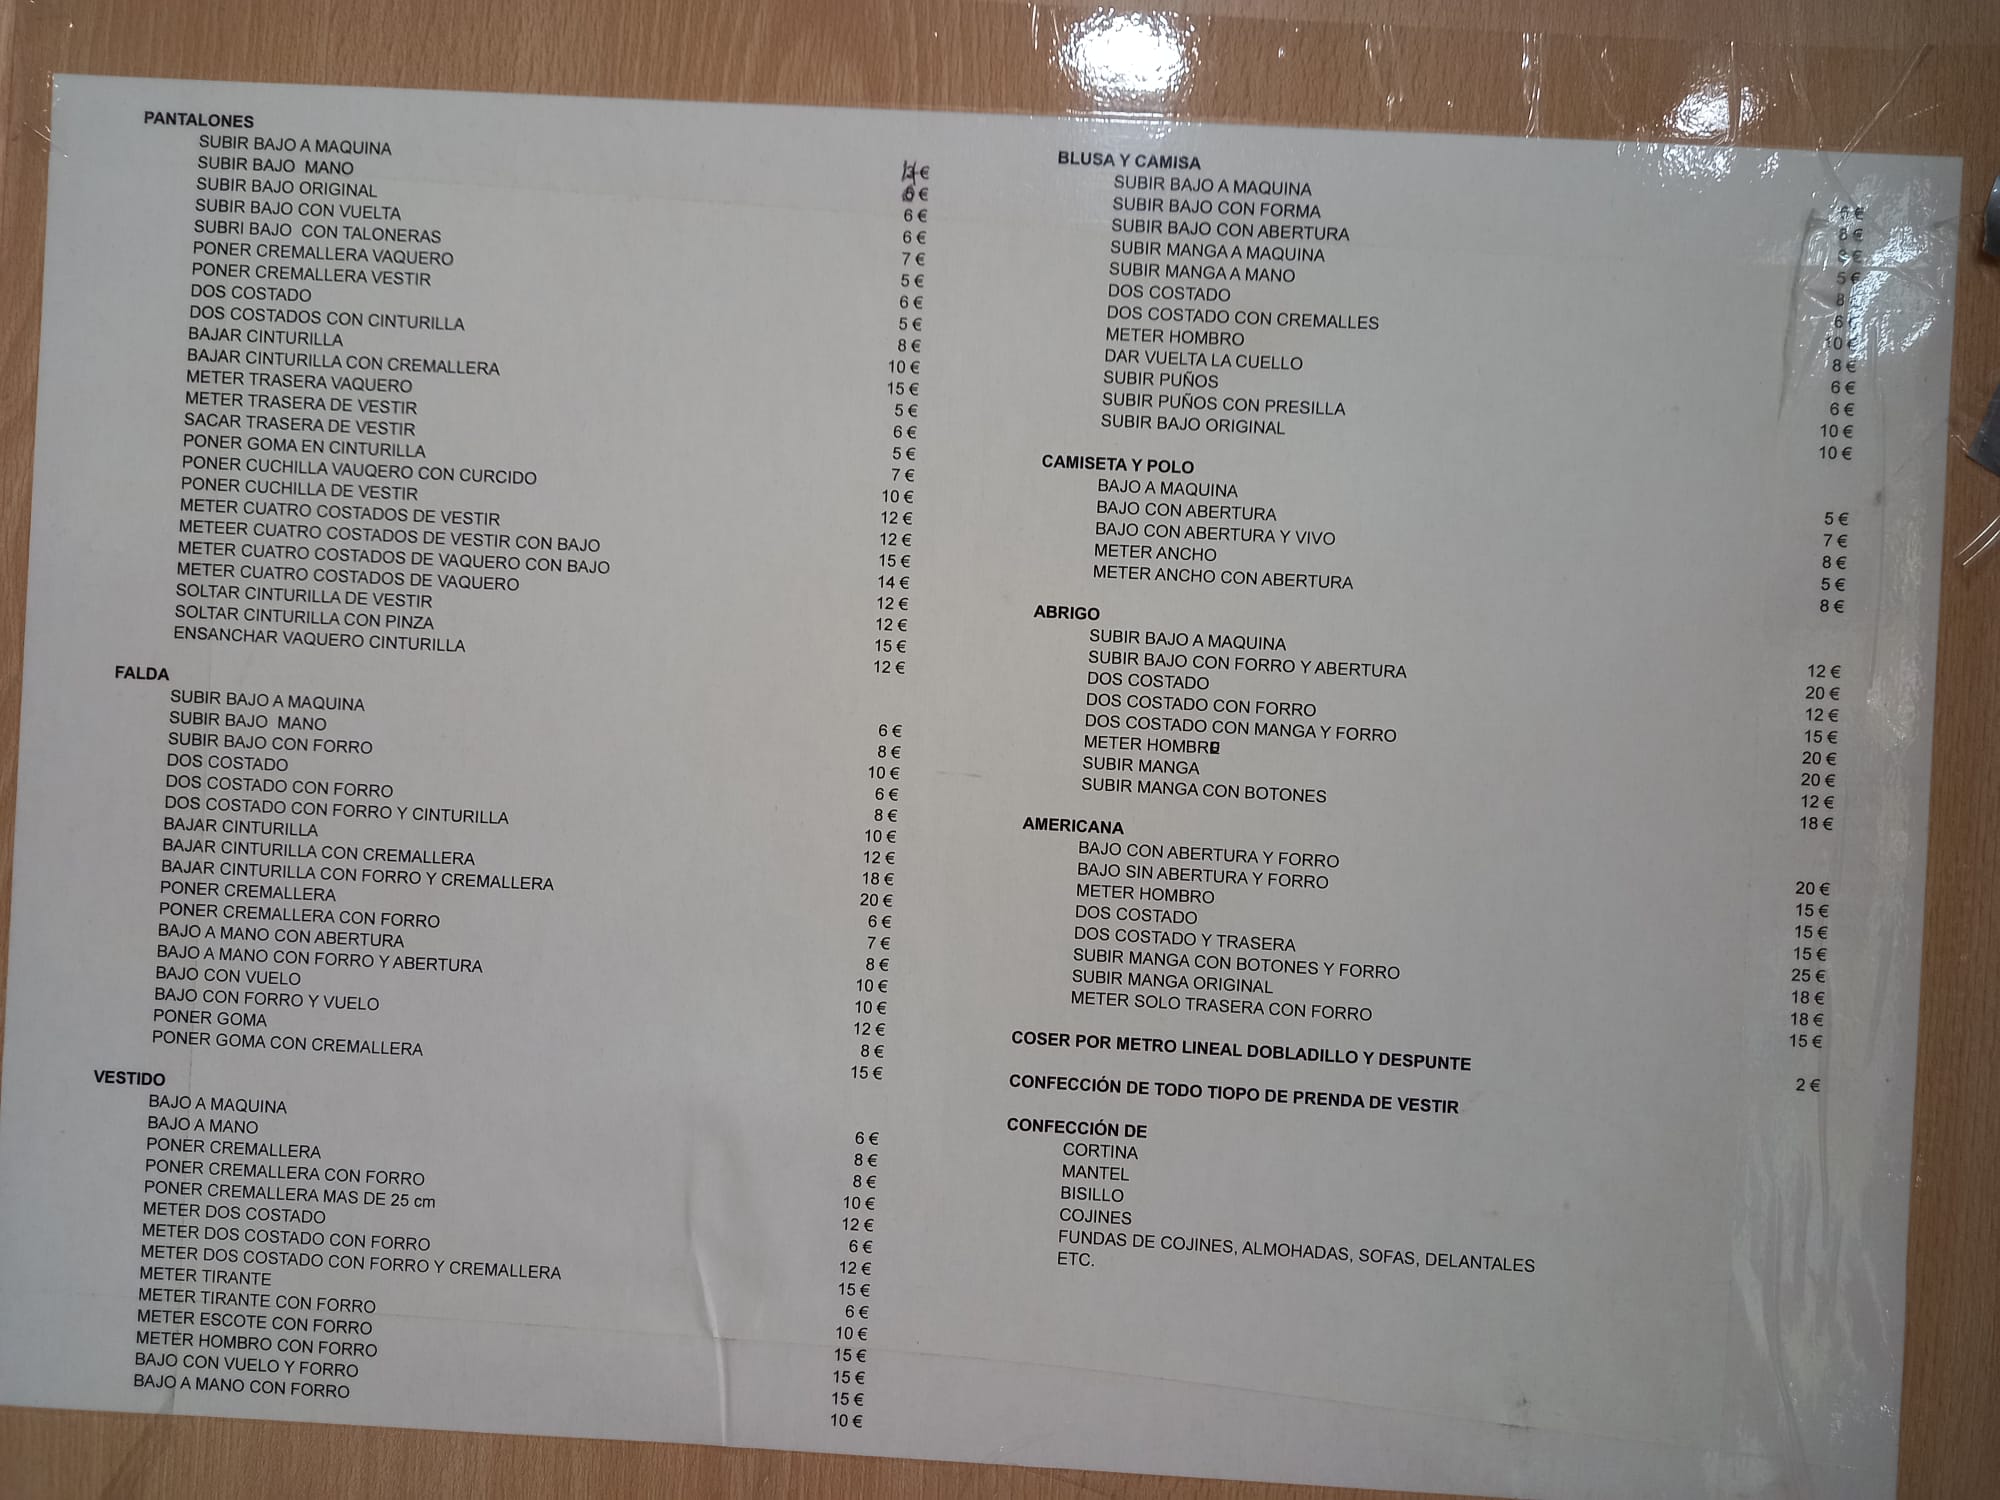 PANTALONES
SUBIR BAJO A MAQUINA €
SUBIR BAJO MANO 6 €
SUBIR BAJO ORIGINAL 6 €
SUBIR BAJO CON VUELTA 6 €
SUBRI BAJO CON TALONERAS 7 €
PONER CREMALLERA VAQUERO 5 €
PONER CREMALLERA VESTIR 6 €
DOS COSTADO 5 €
DOS COSTADOS CON CINTURILLA 8 €
BAJAR CINTURILLA 10 €
BAJAR CINTURILLA CON CREMALLERA 15 €
METER TRASERA VAQUERO 5 €
METER TRASERA DE VESTIR 6 €
SACAR TRASERA DE VESTIR 5 €
PONER GOMA EN CINTURILLA 7 €
PONER CUCHILLA VAUQERO CON CURCIDO 10 €
PONER CUCHILLA DE VESTIR 12 €
METER CUATRO COSTADOS DE VESTIR 12 €
METEER CUATRO COSTADOS DE VESTIR CON BAJO 15 €
METER CUATRO COSTADOS DE VAQUERO CON BAJO 14 €
METER CUATRO COSTADOS DE VAQUERO 12 €
SOLTAR CINTURILLA DE VESTIR 12 €
SOLTAR CINTURILLA CON PINZA 15 €
ENSANCHAR VAQUERO CINTURILLA 12 €
FALDA
SUBIR BAJO A MAQUINA 6 €
SUBIR BAJO MANO 8 €
SUBIR BAJO CON FORRO 10 €
DOS COSTADO 6 €
DOS COSTADO CON FORRO 8 €
DOS COSTADO CON FORRO Y CINTURILLA 10 €
BAJAR CINTURILLA 12 €
BAJAR CINTURILLA CON CREMALLERA 18 €
BAJAR CINTURILLA CON FORRO Y CREMALLERA 20 €
PONER CREMALLERA 6 €
PONER CREMALLERA CON FORRO 7 €
BAJO A MANO CON ABERTURA 8 €
BAJO A MANO CON FORRO Y ABERTURA 10 €
BAJO CON VUELO 10 €
BAJO CON FORRO Y VUELO 12 €
PONER GOMA 8 €
PONER GOMA CON CREMALLERA 15 €
VESTIDO
BAJO A MAQUINA 6 €
BAJO A MANO 8 €
PONER CREMALLERA 8 €
PONER CREMALLERA CON FORRO 10 €
PONER CREMALLERA MAS DE 25 cm 12 €
METER DOS COSTADO 6 €
METER DOS COSTADO CON FORRO 12 €
METER DOS COSTADO CON FORRO Y CREMALLERA 15 €
METER TIRANTE 6 €
METER TIRANTE CON FORRO 10 €
METER ESCOTE CON FORRO 15 €
METER HOMBRO CON FORRO 15 €
BAJO CON VUELO Y FORRO 15 €
BAJO A MANO CON FORRO 10 €
BLUSA Y CAMISA
SUBIR BAJO A MAQUINA 6 €
SUBIR BAJO CON FORMA 8 €
SUBIR BAJO CON ABERTURA €
SUBIR MANGA A MAQUINA 5 €
SUBIR MANGA A MANO 8
DOS COSTADO 6
DOS COSTADO CON CREMALLES 10 €
METER HOMBRO 8 €
DAR VUELTA LA CUELLO 6 €
SUBIR PUÑOS 6 €
SUBIR PUÑOS CON PRESILLA 10 €
SUBIR BAJO ORIGINAL 10 €
CAMISETA Y POLO
BAJO A MAQUINA 5 €
BAJO CON ABERTURA 7 €
BAJO CON ABERTURA Y VIVO 8 €
METER ANCHO 5 €
METER ANCHO CON ABERTURA 8 €
ABRIGO
SUBIR BAJO A MAQUINA 12 €
SUBIR BAJO CON FORRO Y ABERTURA 20 €
DOS COSTADO 12 €
DOS COSTADO CON FORRO 15 €
DOS COSTADO CON MANGA Y FORRO 20 €
METER HOMBRO 20 €
SUBIR MANGA 12 €
SUBIR MANGA CON BOTONES 18 €
AMERICANA
BAJO CON ABERTURA Y FORRO 20 €
BAJO SIN ABERTURA Y FORRO 15 €
METER HOMBRO 15 €
DOS COSTADO 15 €
DOS COSTADO Y TRASERA 25 €
SUBIR MANGA CON BOTONES Y FORRO 18 €
SUBIR MANGA ORIGINAL 18 €
METER SOLO TRASERA CON FORRO 15 €
COSER POR METRO LINEAL DOBLADILLO Y DESPUNTE 2 €
CONFECCIÓN DE TODO TIOPO DE PRENDA DE VESTIR
CONFECCIÓN DE
CORTINA
MANTEL
BISILLO
COJINES
FUNDAS DE COJINES, ALMOHADAS, SOFAS, DELANTALES
ETC.